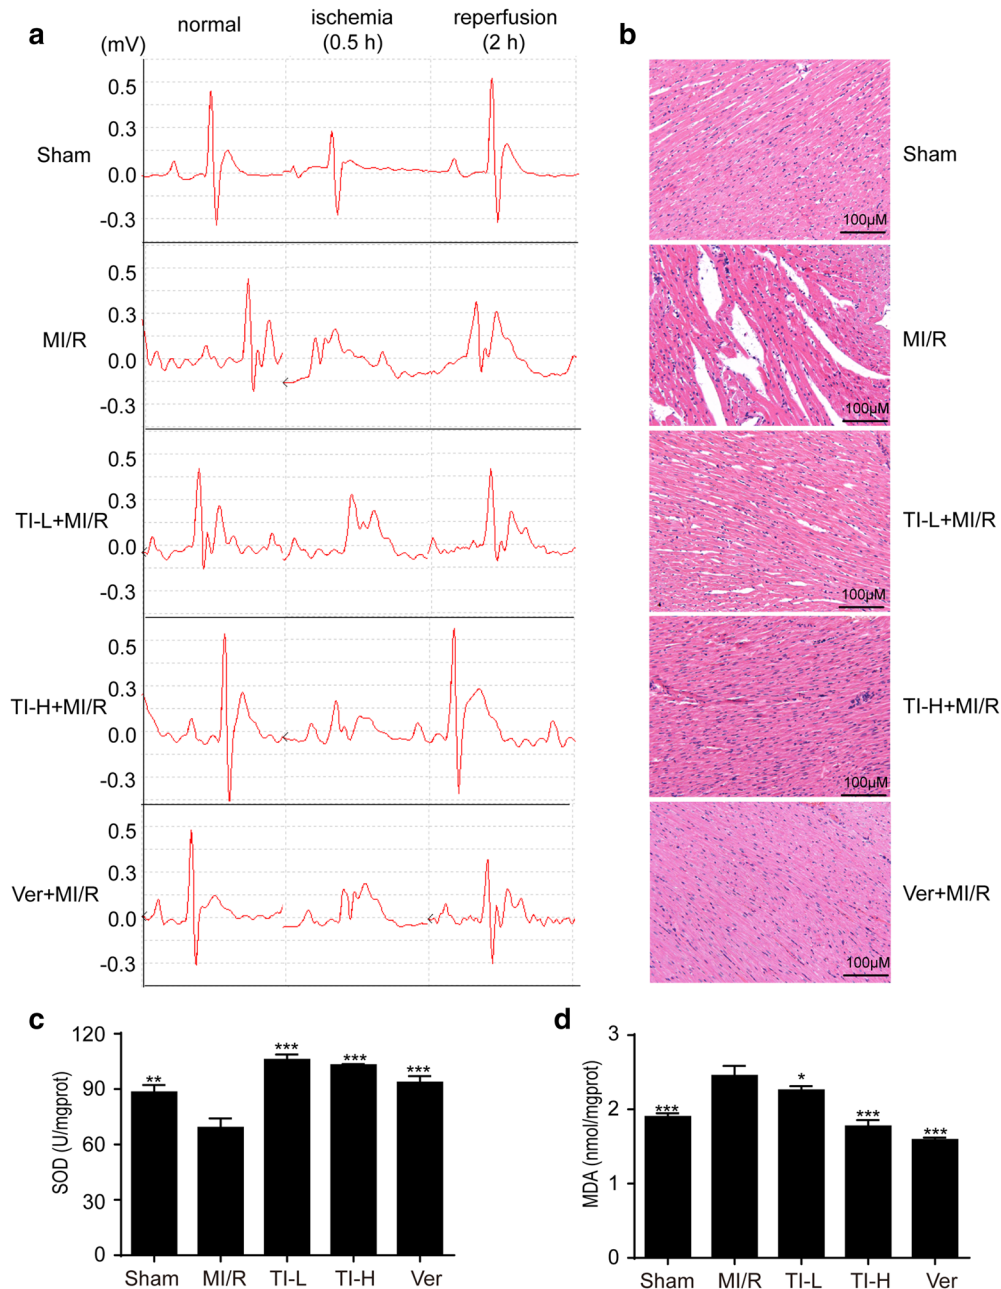 a
(mV)
normal
ischemia
(0.5 h)
reperfusion
(2 h)
Sham
0.5
0.3
0.0
-0.3
MI/R
0.5
0.3
0.0
-0.3
TI-L+MI/R
0.5
0.3
0.0
-0.3
TI-H+MI/R
0.5
0.3
0.0
-0.3
Ver+MI/R
0.5
0.3
0.0
-0.3
b
100μM
Sham
100μM
MI/R
100μM
TI-L+MI/R
100μM
TI-H+MI/R
100μM
Ver+MI/R
c
SOD (U/mgprot)
120
90
60
30
0
**
***
***
***
Sham
MI/R
TI-L
TI-H
Ver
d
MDA (nmol/mgprot)
3
2
1
0
***
*
***
***
Sham
MI/R
TI-L
TI-H
Ver